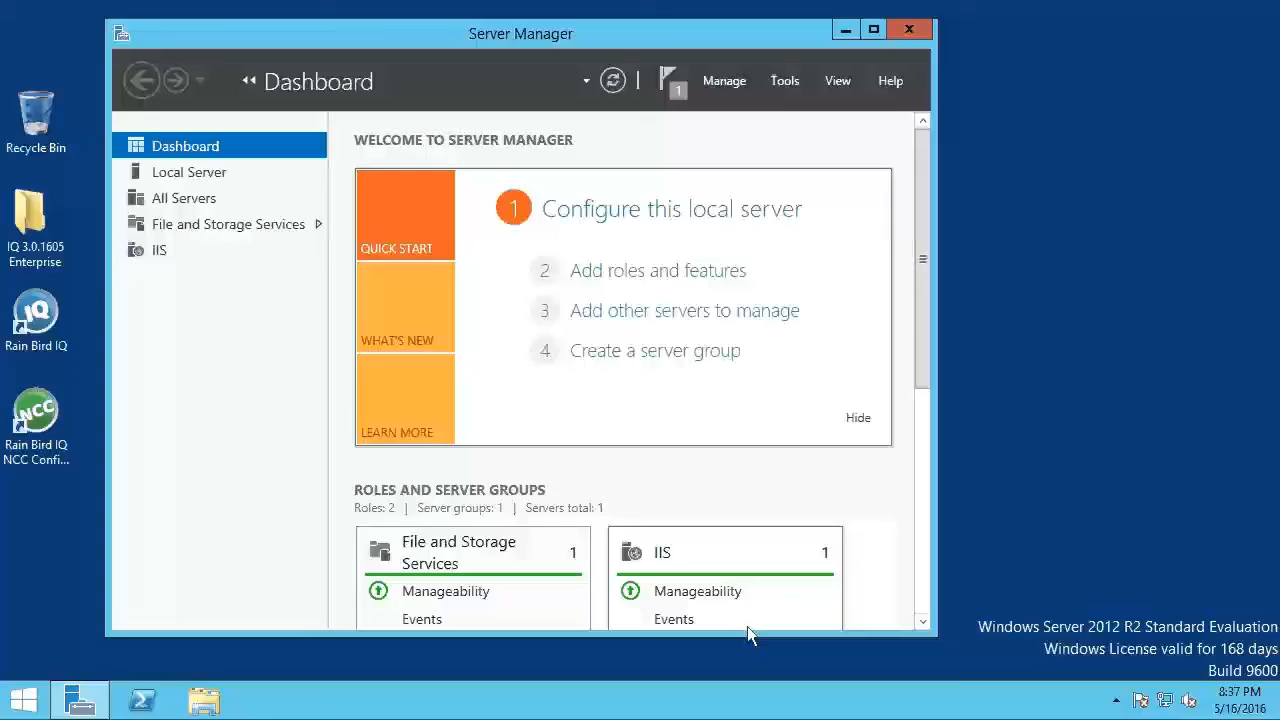 Server Manager
Dashboard
1
Manage
Tools
View
Help
Recycle Bin
IQ 3.0.1605
Enterprise
IQ
Rain Bird IQ
NCC
Rain Bird IQ
NCC Confi...
Dashboard
Local Server
All Servers
File and Storage Services
IIS
WELCOME TO SERVER MANAGER
QUICK START
WHAT'S NEW
LEARN MORE
1 Configure this local server
2 Add roles and features
3 Add other servers to manage
4 Create a server group
Hide
ROLES AND SERVER GROUPS
Roles: 2 | Server groups: 1 | Servers total: 1
File and Storage
Services
1
Manageability
Events
IIS 1
Manageability
Events
Windows Server 2012 R2 Standard Evaluation
Windows License valid for 168 days
Build 9600
8:37 PM
5/16/2016